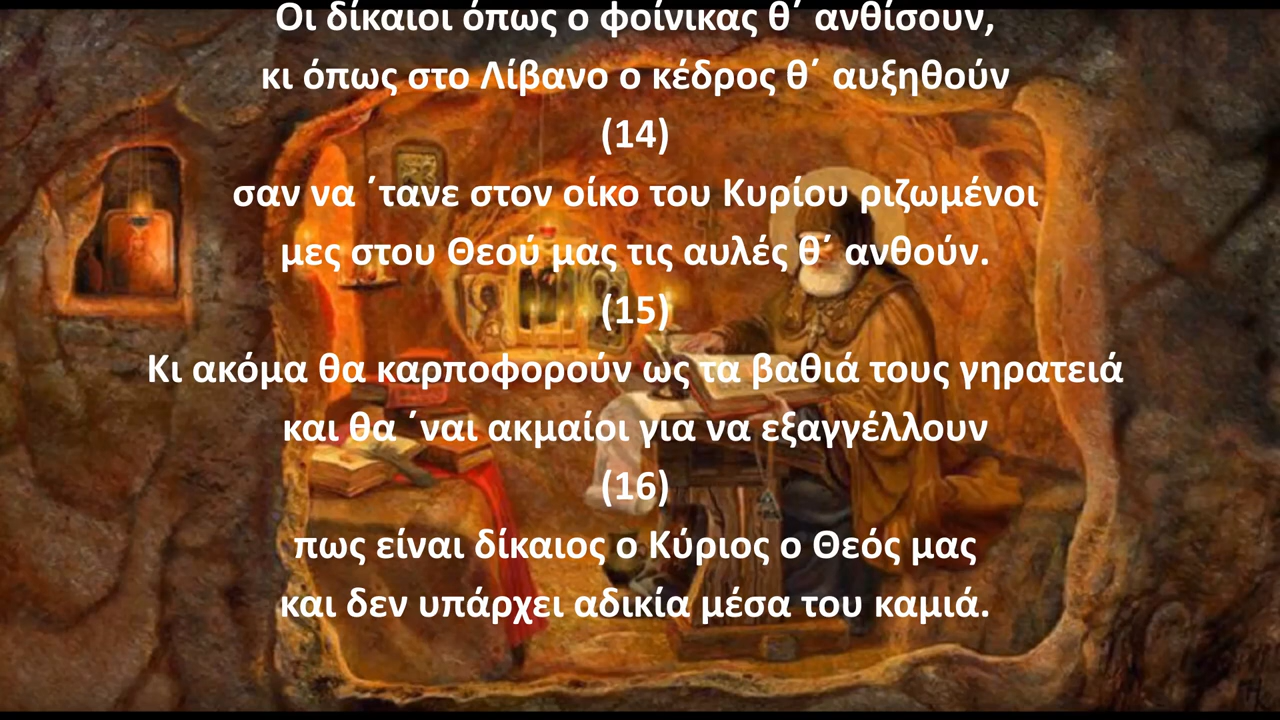 Οι δίκαιοι όπως ο φοίνικας θ΄ ανθίσουν,
κι όπως στο Λίβανο ο κέδρος θ΄ αυξηθούν
(14)
σαν να ΄τανε στον οίκο του Κυρίου ριζωμένοι
μες στου Θεού μας τις αυλές θ΄ ανθούν.
(15)
Κι ακόμα θα καρποφορούν ως τα βαθιά τους γηρατειά
και θα ΄ναι ακμαίοι για να εξαγγέλλουν
(16)
πως είναι δίκαιος ο Κύριος ο Θεός μας
και δεν υπάρχει αδικία μέσα του καμιά.